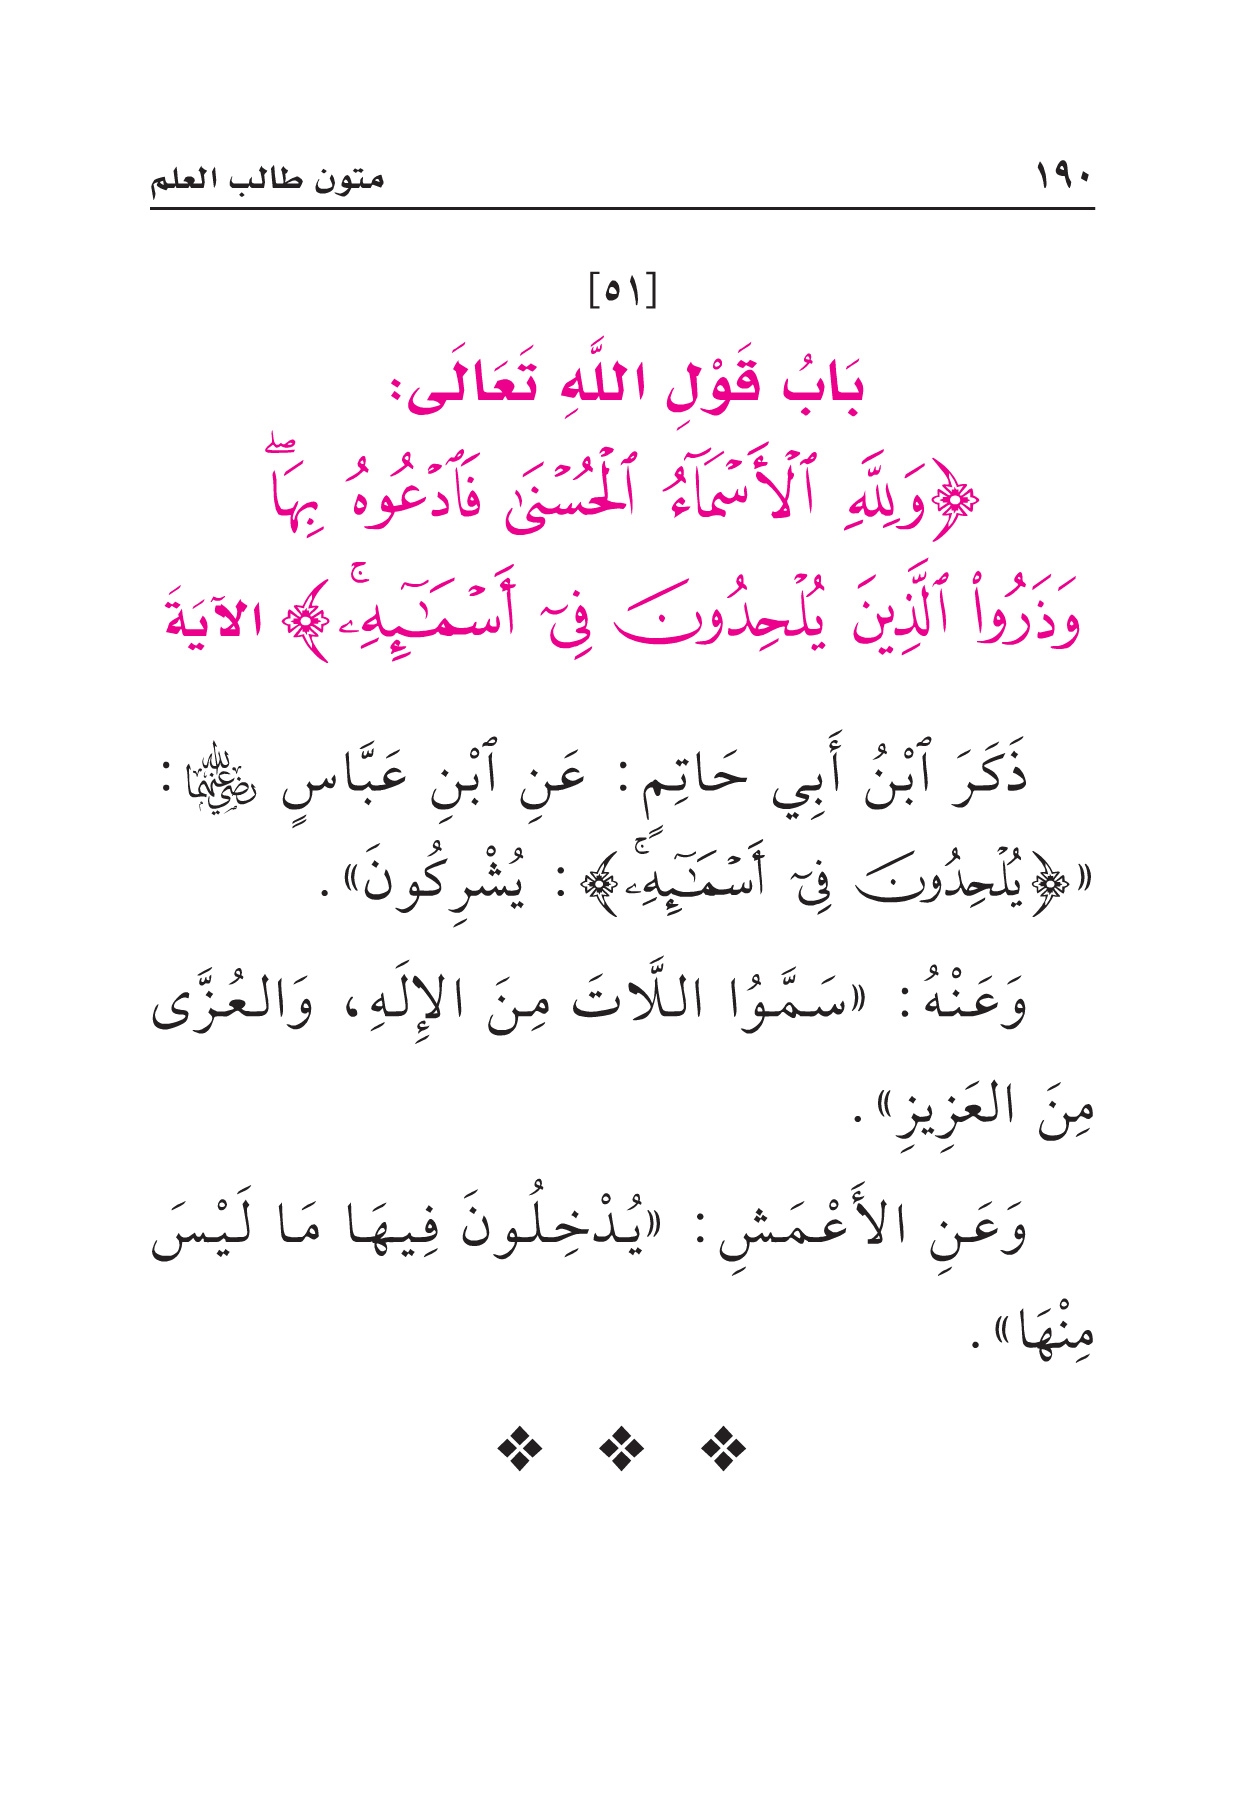 ١٩٠ متون طالب العلم
[٥١]
بَابُ قَوْلِ اللَّهِ تَعَالَى:
﴿وَلِلَّهِ ٱلْأَسْمَآءُ ٱلْحُسْنَىٰ فَٱدْعُوهُ بِهَاۖ
وَذَرُوا۟ ٱلَّذِينَ يُلْحِدُونَ فِىٓ أَسْمَـٰٓئِهِۦۚ﴾ الآيَةَ
ذَكَرَ ٱبْنُ أَبِي حَاتِمٍ: عَنِ ٱبْنِ عَبَّاسٍ رضي الله عنهما:
«﴿يُلْحِدُونَ فِىٓ أَسْمَـٰٓئِهِۦۚ﴾: يُشْرِكُونَ».
وَعَنْهُ: «سَمَّوُا اللَّاتَ مِنَ الإِلَهِ، وَالعُزَّى
مِنَ العَزِيزِ».
وَعَنِ الأَعْمَشِ: «يُدْخِلُونَ فِيهَا مَا لَيْسَ
مِنْهَا».